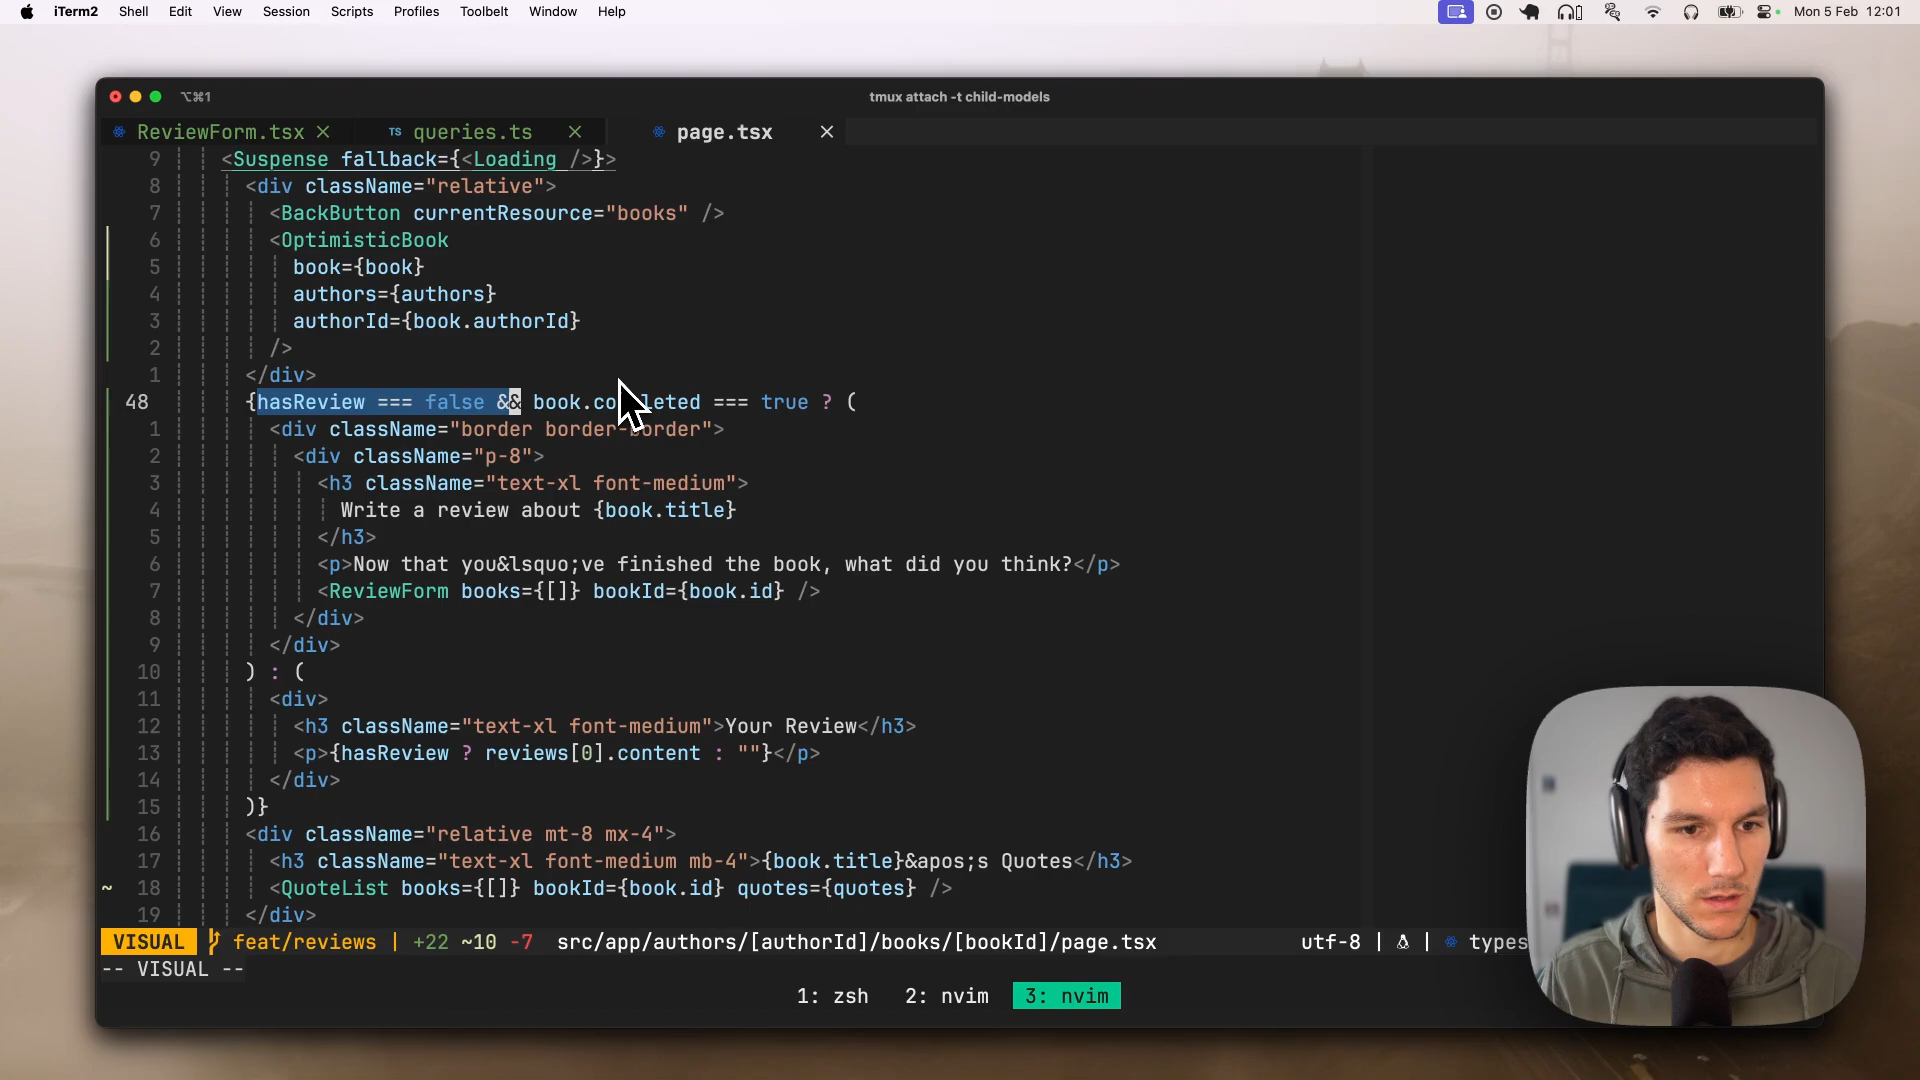 iTerm2 Shell Edit View Session Scripts Profiles Toolbelt Window Help Mon 5 Feb 12:01
⌥⌘1 tmux attach -t child-models
ReviewForm.tsx × TS queries.ts × page.tsx ×
9 <Suspense fallback={<Loading />}>
8 <div className="relative">
7 <BackButton currentResource="books" />
6 <OptimisticBook
5 book={book}
4 authors={authors}
3 authorId={book.authorId}
2 />
1 </div>
48 {hasReview === false && book.completed === true ? (
1 <div className="border border-border">
2 <div className="p-8">
3 <h3 className="text-xl font-medium">
4 Write a review about {book.title}
5 </h3>
6 <p>Now that you&lsquo;ve finished the book, what did you think?</p>
7 <ReviewForm books={[]} bookId={book.id} />
8 </div>
9 </div>
10 ) : (
11 <div>
12 <h3 className="text-xl font-medium">Your Review</h3>
13 <p>{hasReview ? reviews[0].content : ""}</p>
14 </div>
15 )}
16 <div className="relative mt-8 mx-4">
17 <h3 className="text-xl font-medium mb-4">{book.title}&apos;s Quotes</h3>
~ 18 <QuoteList books={[]} bookId={book.id} quotes={quotes} />
19 </div>
VISUAL feat/reviews | +22 ~10 -7 src/app/authors/[authorId]/books/[bookId]/page.tsx utf-8 | | types
-- VISUAL --
1: zsh 2: nvim 3: nvim